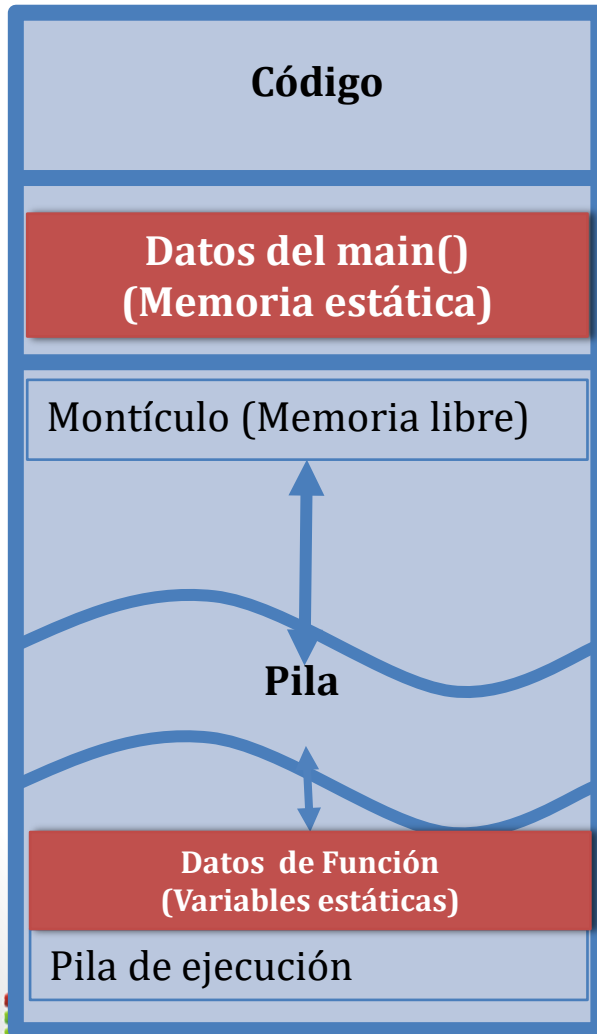 Código
Datos del main()
(Memoria estática)
Montículo (Memoria libre)
Pila
Datos de Función
(Variables estáticas)
Pila de ejecución